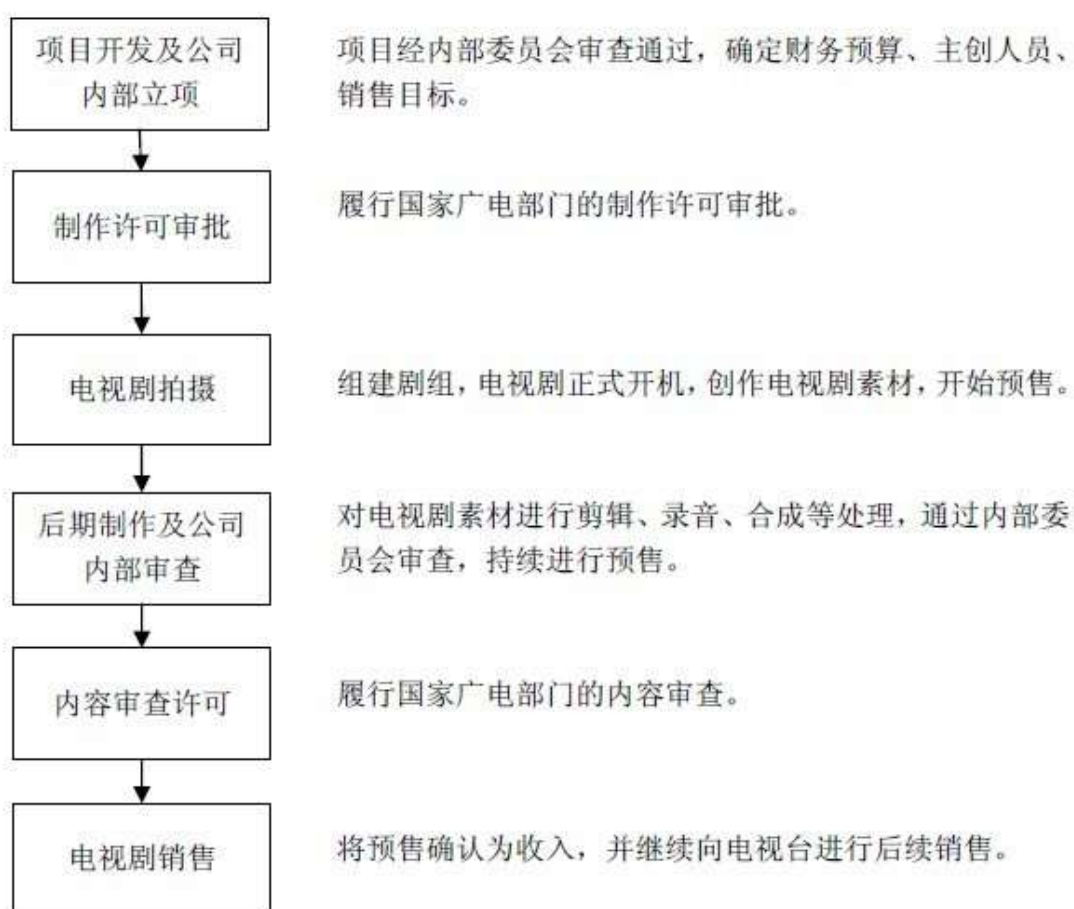 项目开发及公司
内部立项
项目经内部委员会审查通过，确定财务预算、主创人员、
销售目标。
制作许可审批
履行国家广电部门的制作许可审批。
电视剧拍摄
组建剧组，电视剧正式开机，创作电视剧素材，开始预售。
后期制作及公司
内部审查
对电视剧素材进行剪辑、录音、合成等处理，通过内部委
员会审查，持续进行预售。
内容审查许可
履行国家广电部门的内容审查。
电视剧销售
将预售确认为收入，并继续向电视台进行后续销售。